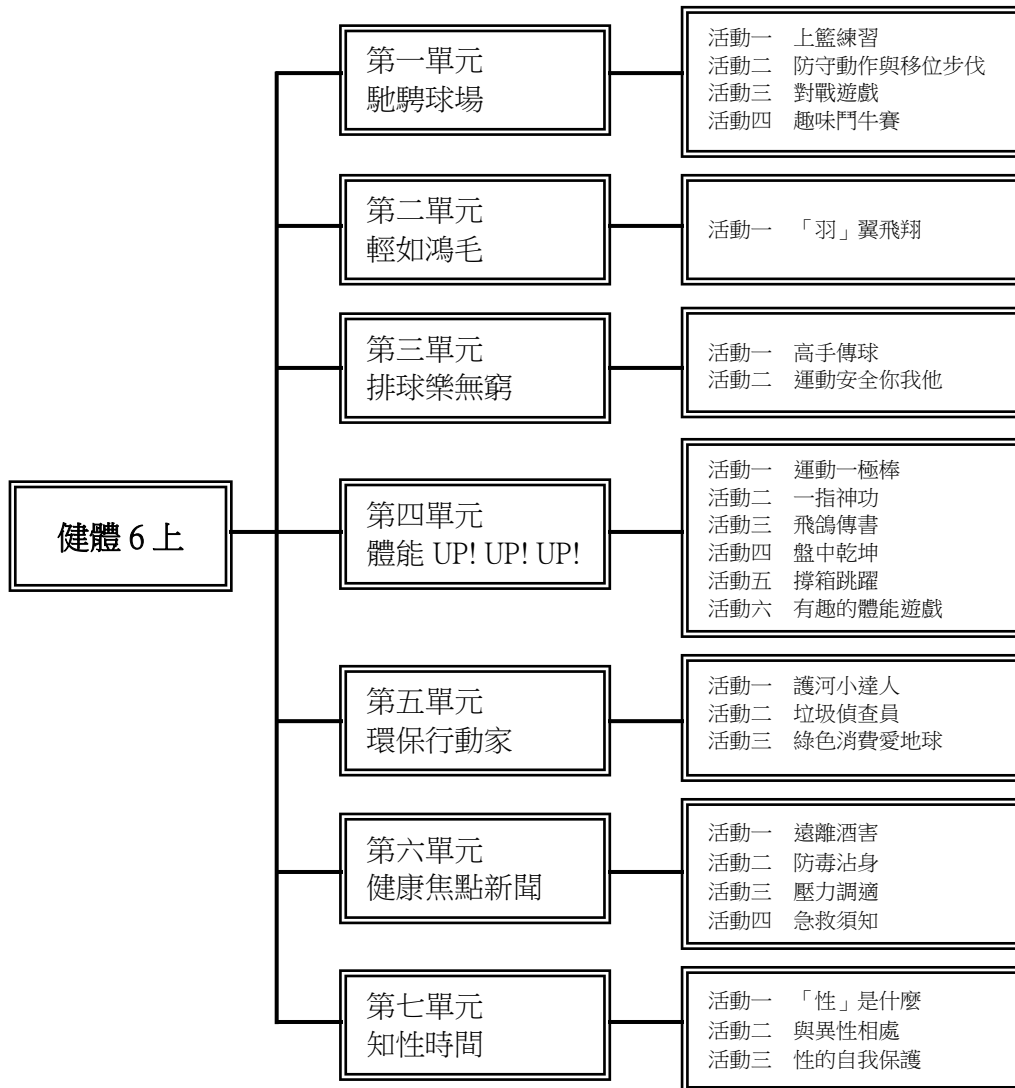 健體 6 上
第一單元
馳騁球場
活動一　上籃練習
活動二　防守動作與移位步伐
活動三　對戰遊戲
活動四　趣味鬥牛賽
第二單元
輕如鴻毛
活動一　「羽」翼飛翔
第三單元
排球樂無窮
活動一　高手傳球
活動二　運動安全你我他
第四單元
體能 UP! UP! UP!
活動一　運動一極棒
活動二　一指神功
活動三　飛鴿傳書
活動四　盤中乾坤
活動五　撐箱跳躍
活動六　有趣的體能遊戲
第五單元
環保行動家
活動一　護河小達人
活動二　垃圾偵查員
活動三　綠色消費愛地球
第六單元
健康焦點新聞
活動一　遠離酒害
活動二　防毒沾身
活動三　壓力調適
活動四　急救須知
第七單元
知性時間
活動一　「性」是什麼
活動二　與異性相處
活動三　性的自我保護